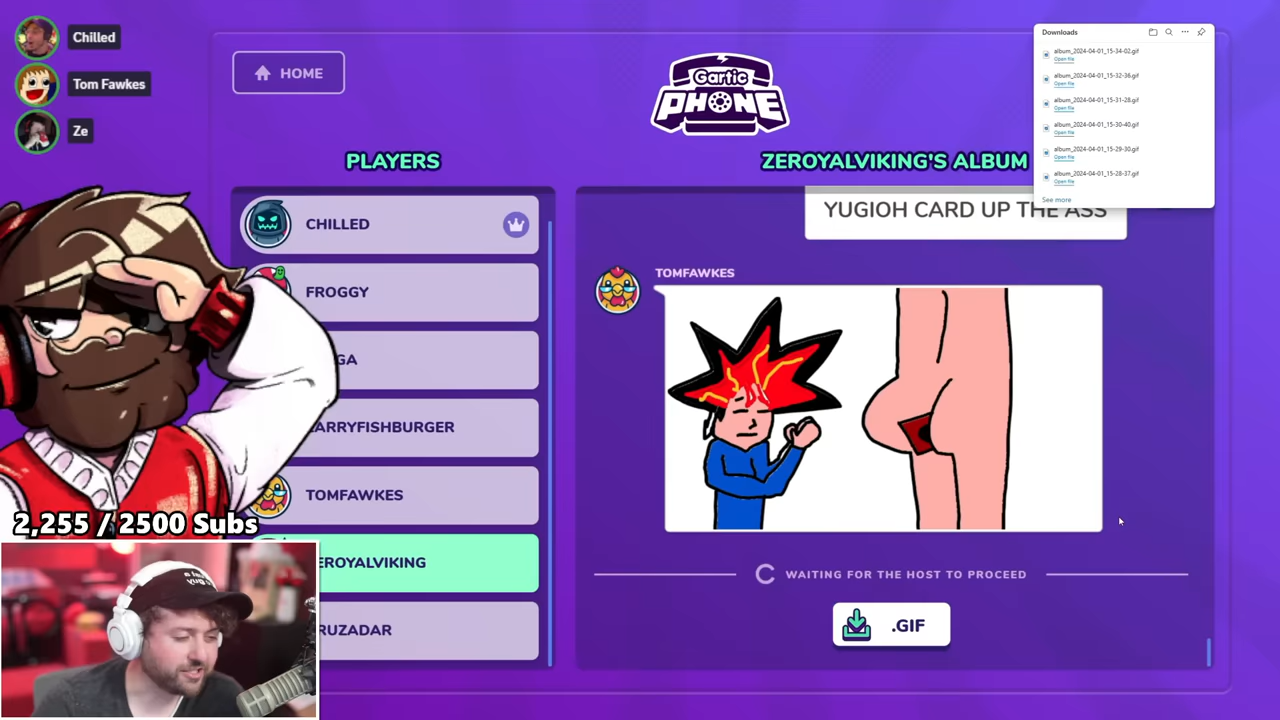 Chilled
Tom Fawkes
Ze
HOME
Gartic
PHONE
Downloads
album_2024-04-01_15-34-02.gif
Open file
album_2024-04-01_15-32-36.gif
Open file
album_2024-04-01_15-31-28.gif
Open file
album_2024-04-01_15-30-40.gif
Open file
album_2024-04-01_15-29-30.gif
Open file
album_2024-04-01_15-28-37.gif
Open file
See more
PLAYERS
CHILLED
FROGGY
GA
LARRYFISHBURGER
TOMFAWKES
ZEROYALVIKING
RUZADAR
ZEROYALVIKING'S ALBUM
YUGIOH CARD UP THE ASS
TOMFAWKES
WAITING FOR THE HOST TO PROCEED
.GIF
2,255 / 2500 Subs